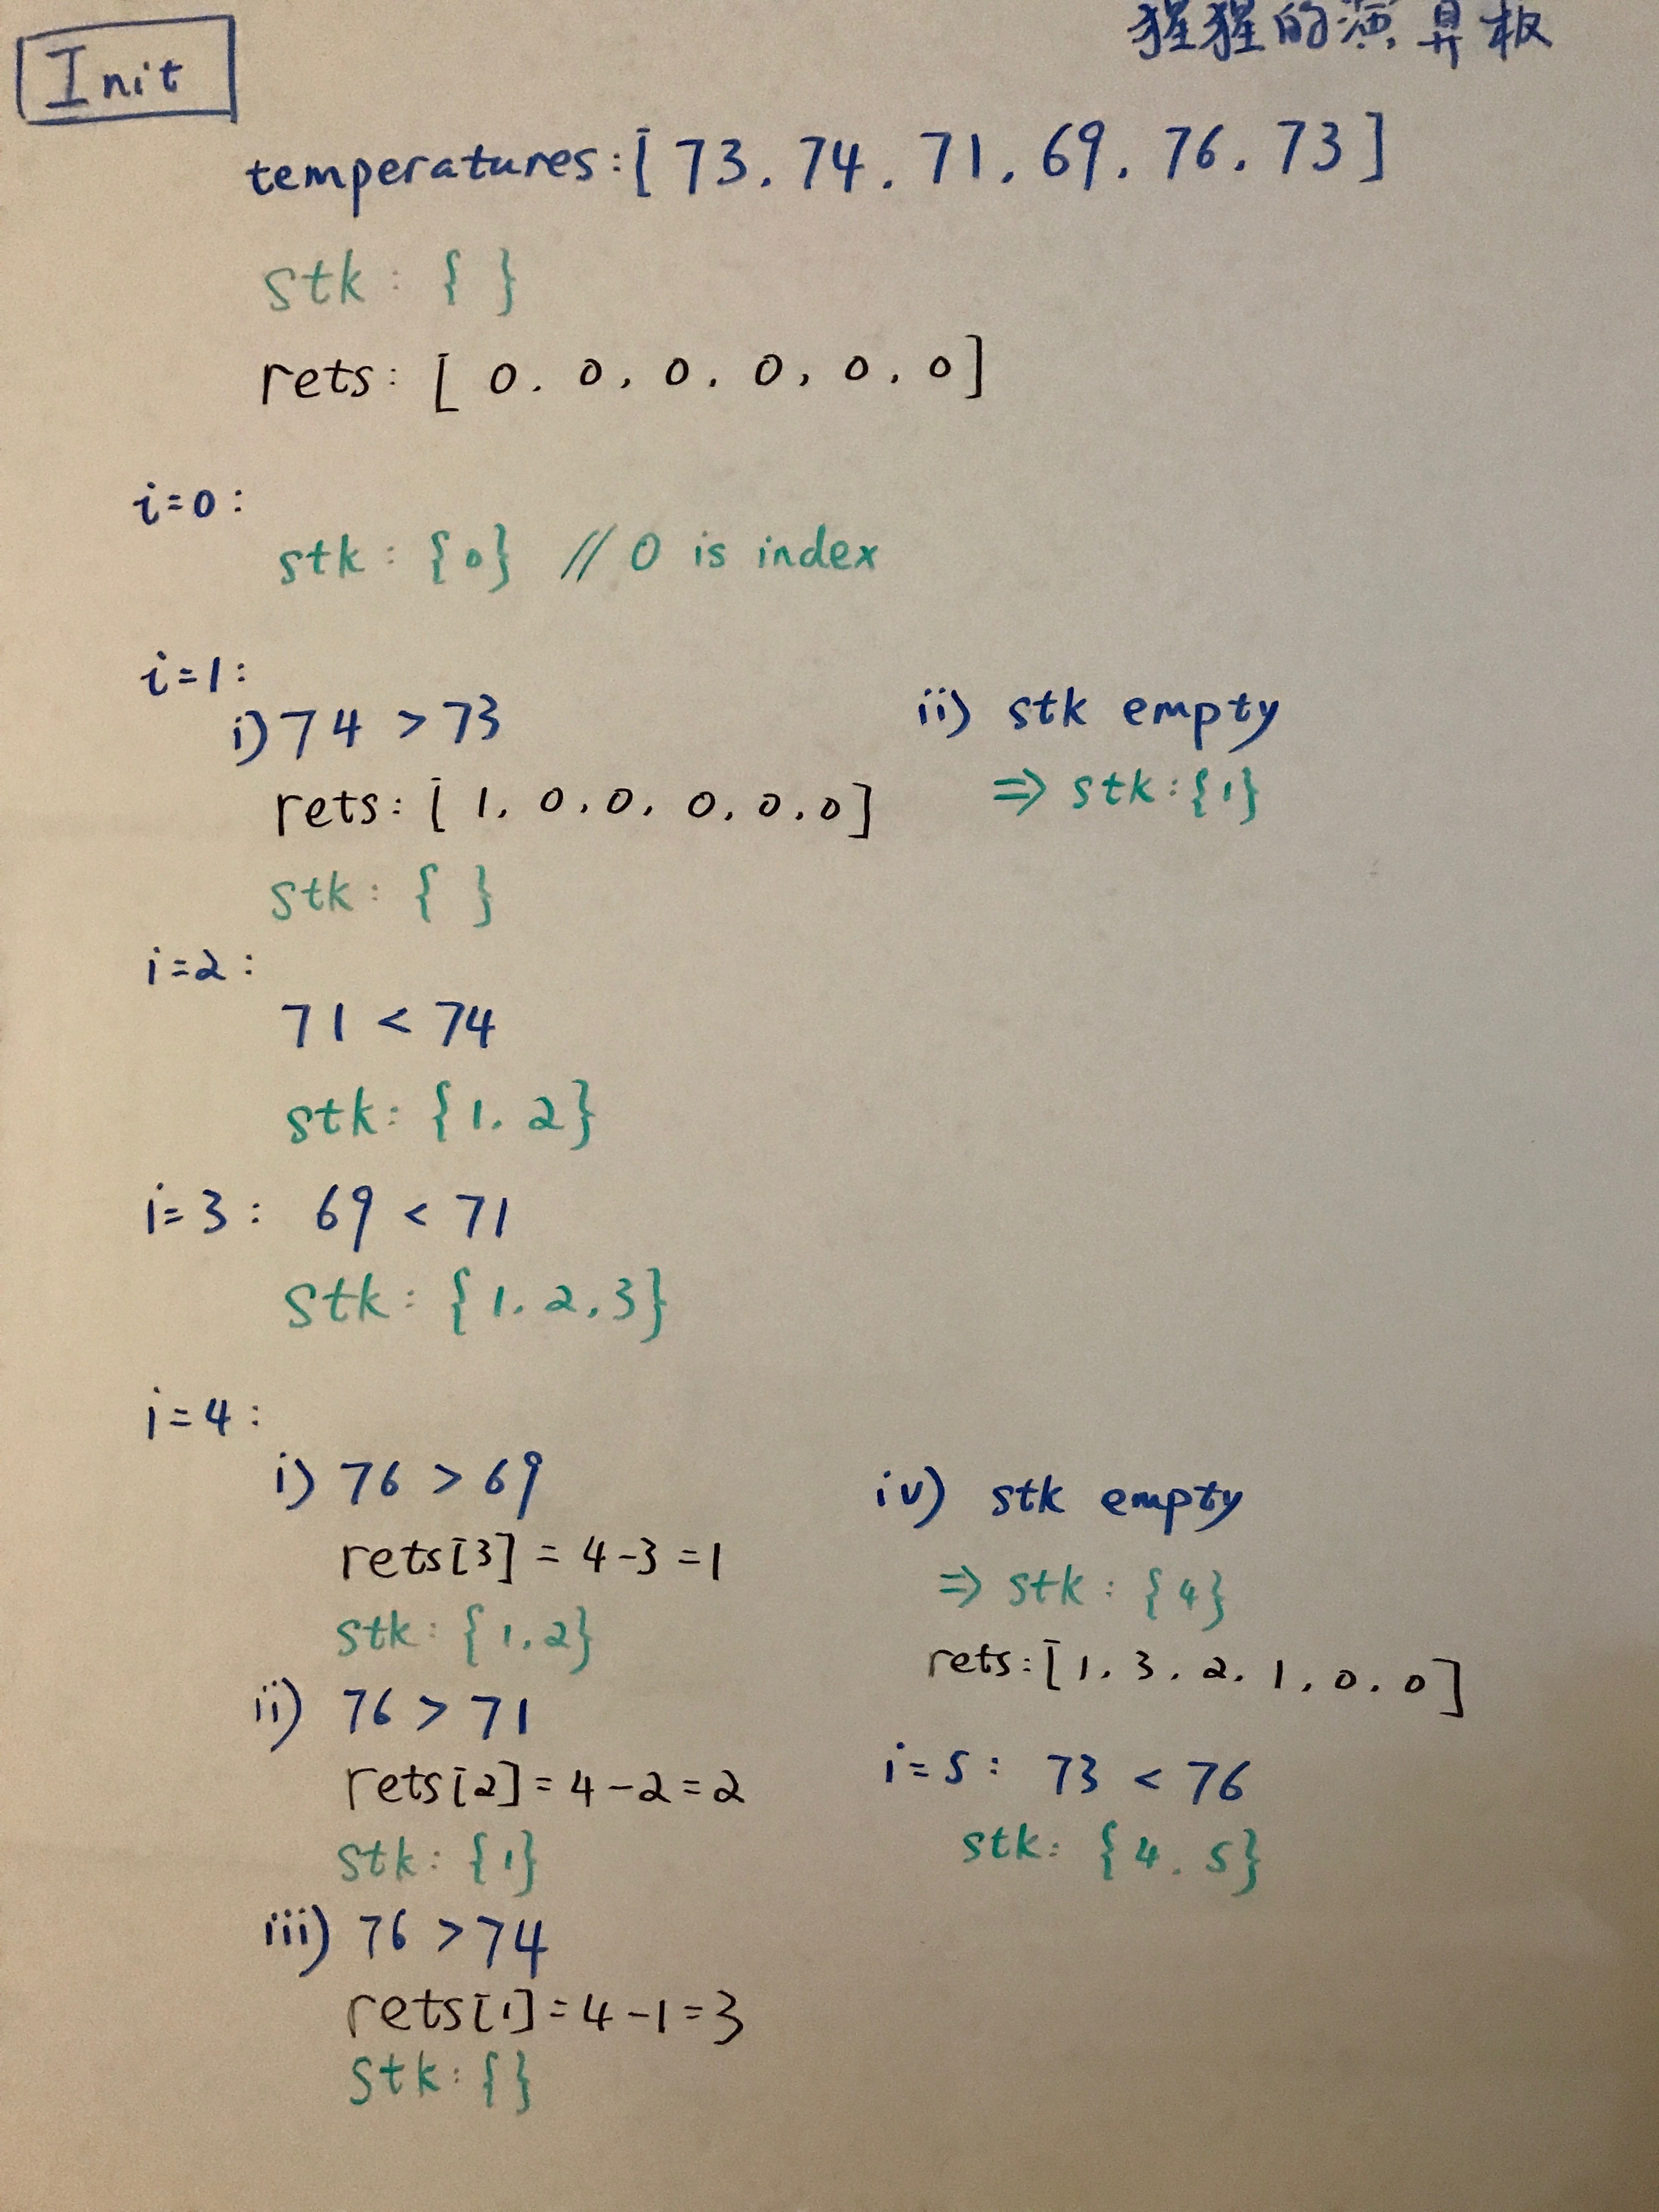 Init
猩猩的演算板
temperatures:[ 73. 74. 71. 69. 76. 73 ]
stk: { }
rets: [ 0. 0, 0. 0, 0. 0 ]
i=0:
stk: {0} // 0 is index
i=1:
i) 74 > 73
rets: [ 1. 0.0. 0.0.0 ]
stk: { }
ii) stk empty
⇒ stk:{1}
i=2:
71 < 74
stk: {1. 2}
i=3: 69 < 71
stk: {1. 2.3}
i=4:
i) 76 > 69
rets[3] = 4-3=1
stk: {1.2}
ii) 76 > 71
rets[2]=4-2=2
stk: {1}
iii) 76 > 74
rets[1]=4-1=3
stk: {}
iv) stk empty
⇒ stk: {4}
rets:[1. 3. 2. 1. 0. 0]
i=5: 73 < 76
stk: {4. 5}